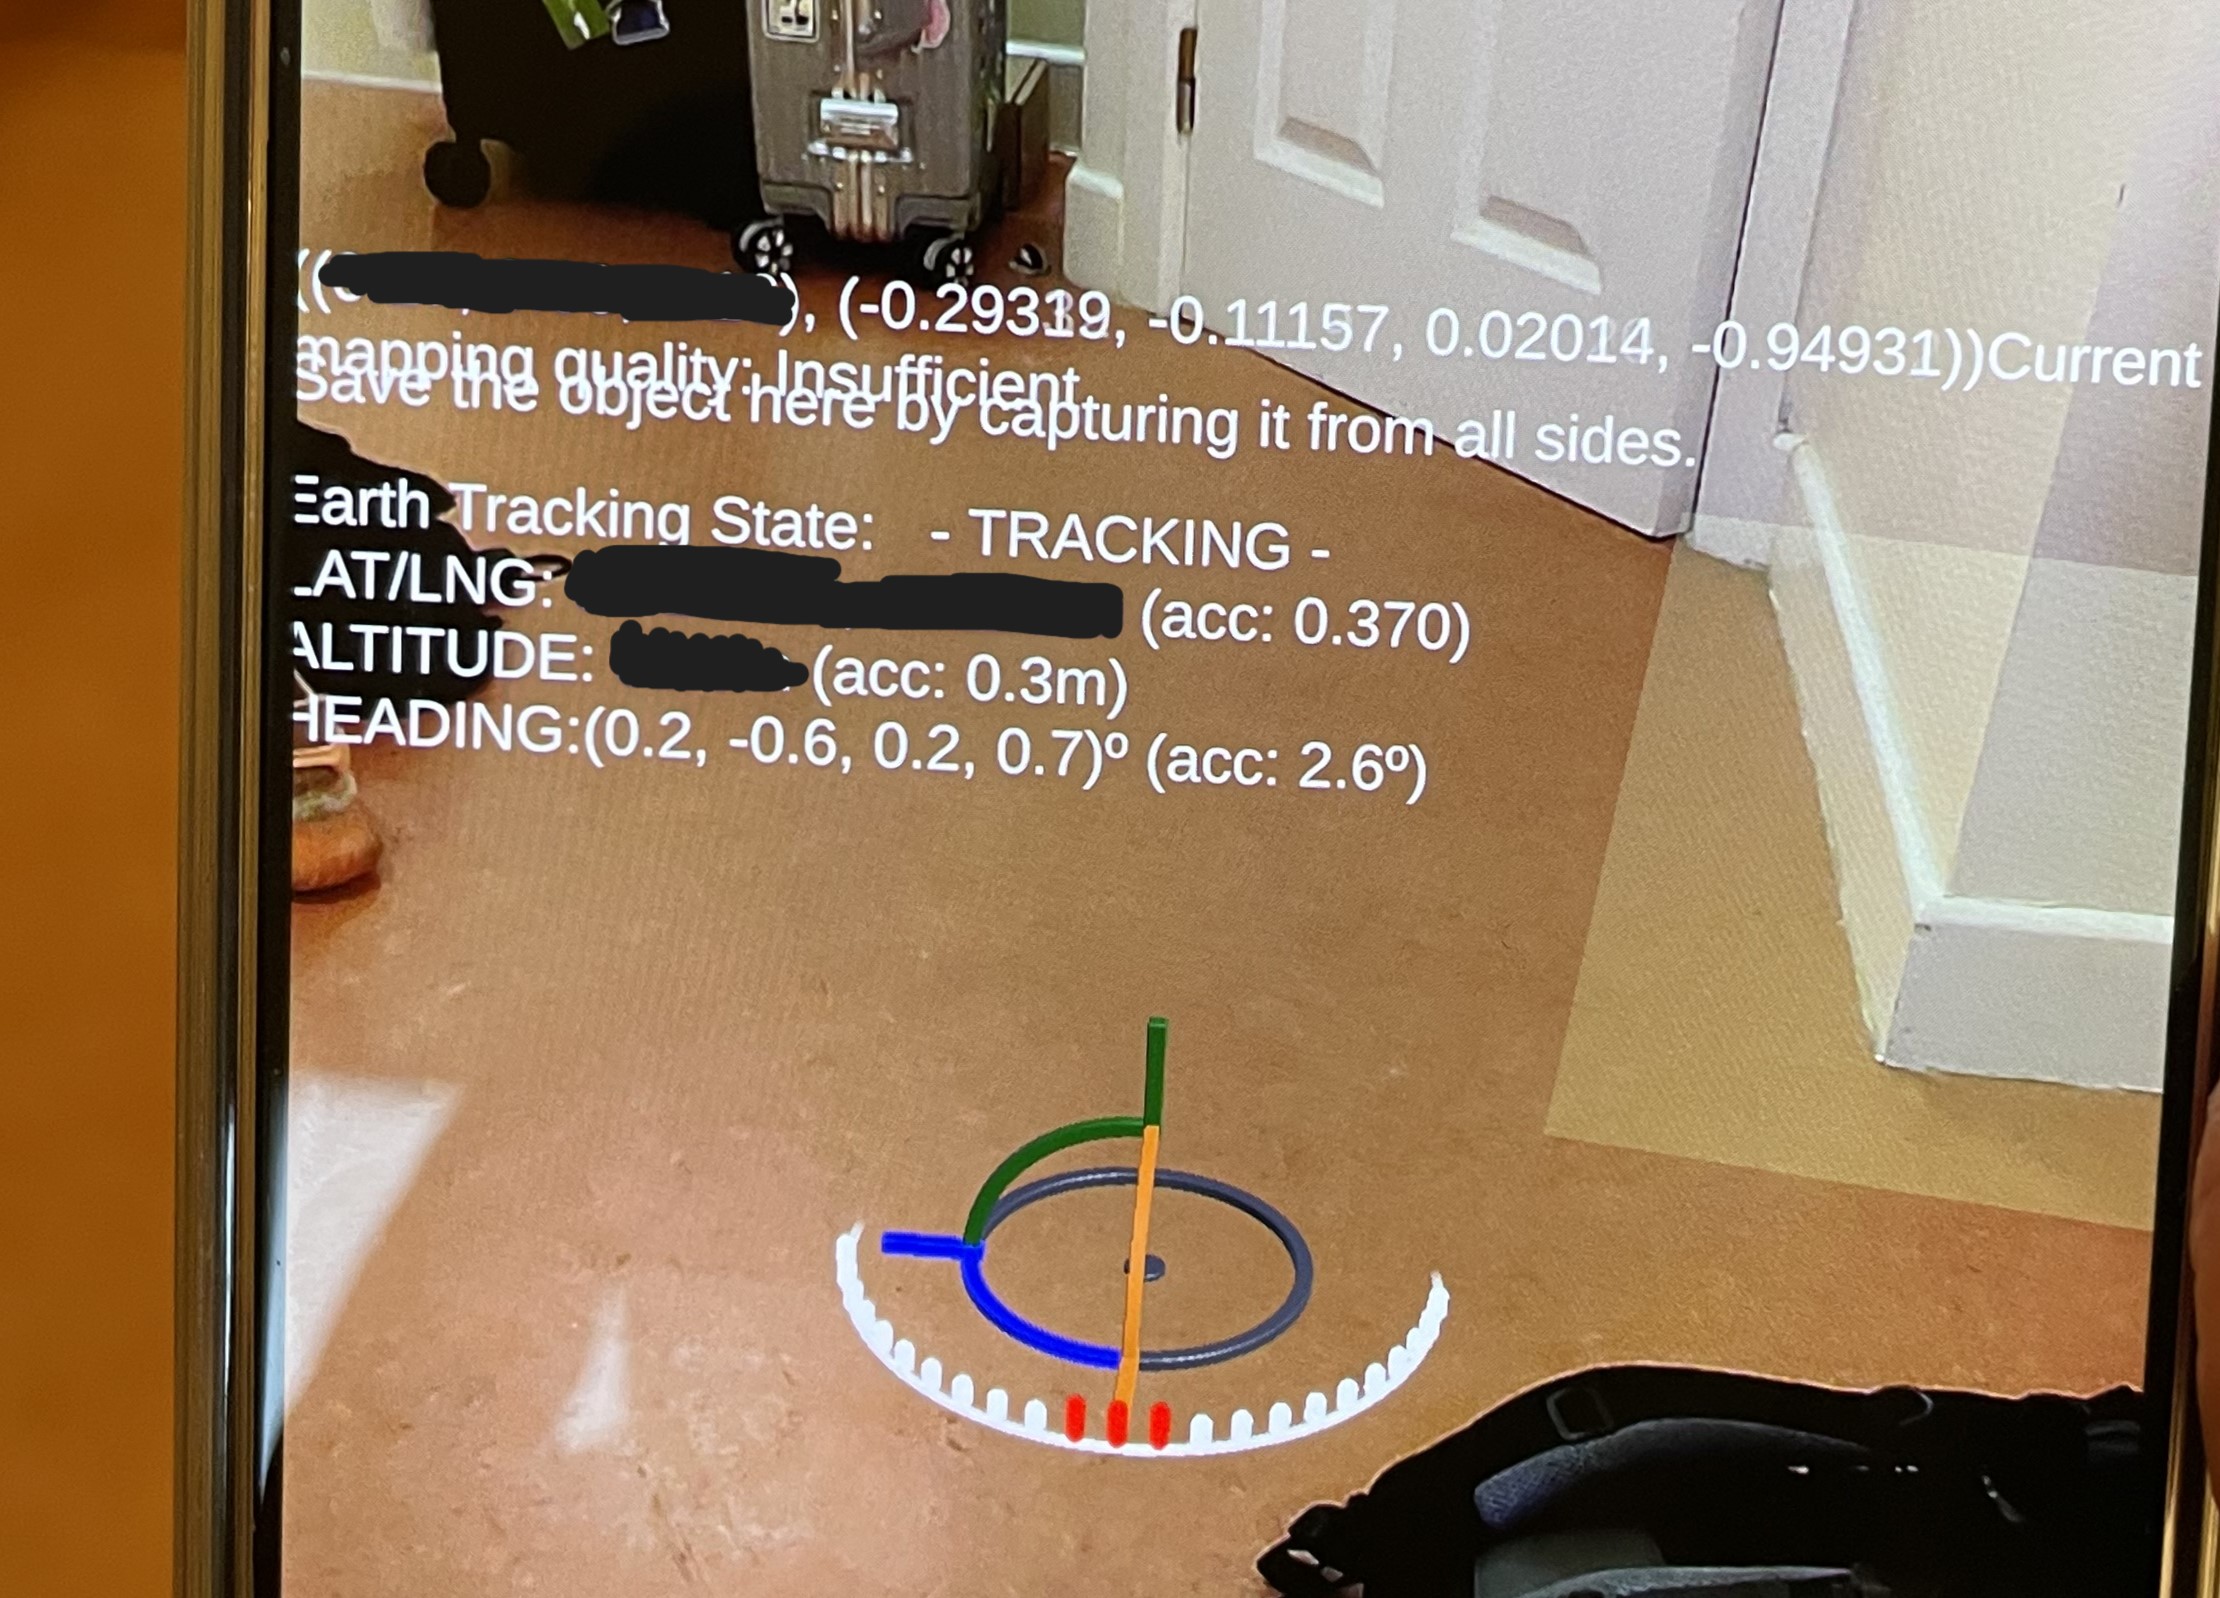 ((), (-0.29319, -0.11157, 0.02014, -0.94931))Current
mapping quality: Insufficient
Save the object here by capturing it from all sides.
Earth Tracking State: - TRACKING -
LAT/LNG: (acc: 0.370)
ALTITUDE: (acc: 0.3m)
HEADING:(0.2, -0.6, 0.2, 0.7)º (acc: 2.6º)